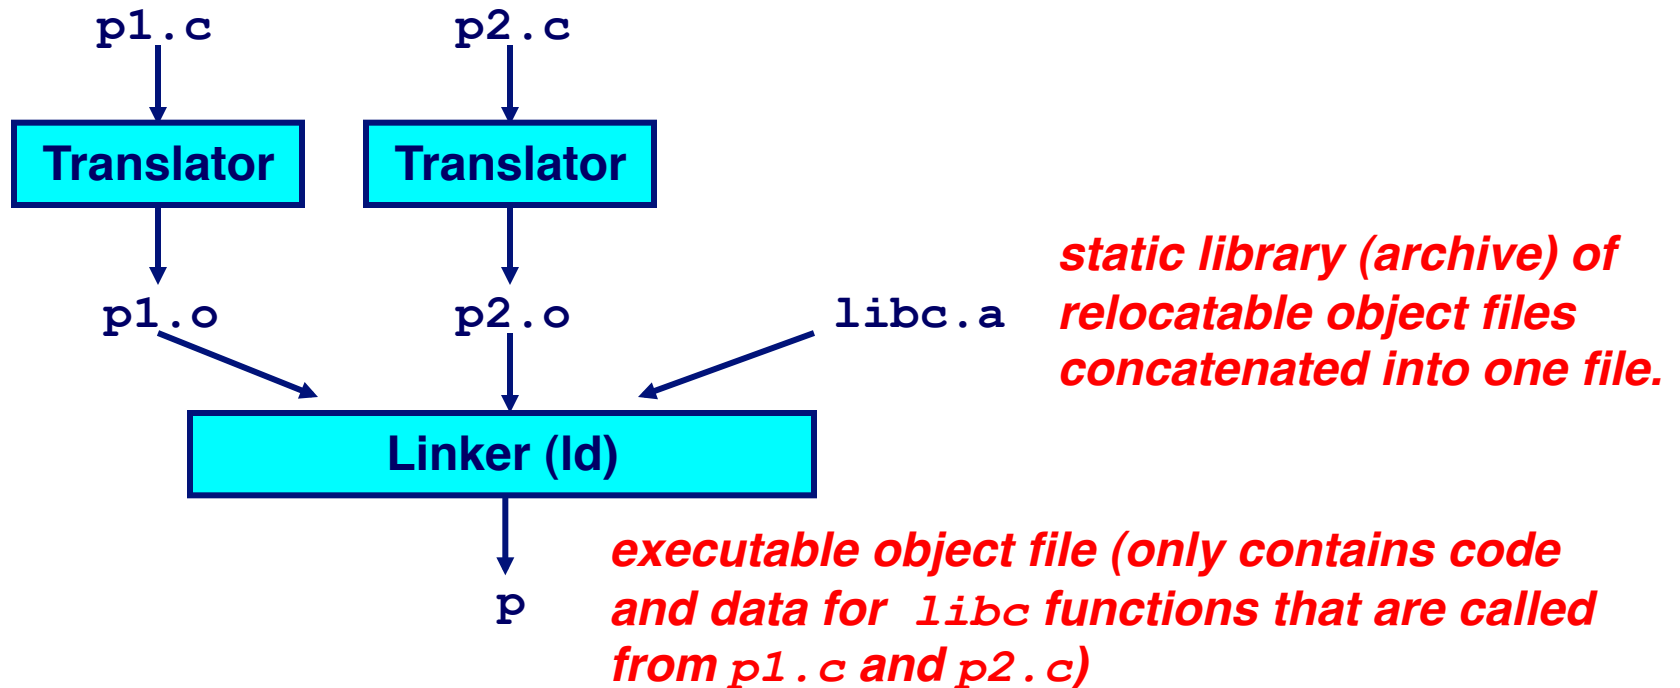 p1.c p2.c
Translator Translator
p1.o p2.o libc.a
static library (archive) of
relocatable object files
concatenated into one file.
Linker (ld)
p
executable object file (only contains code
and data for libc functions that are called
from p1.c and p2.c)